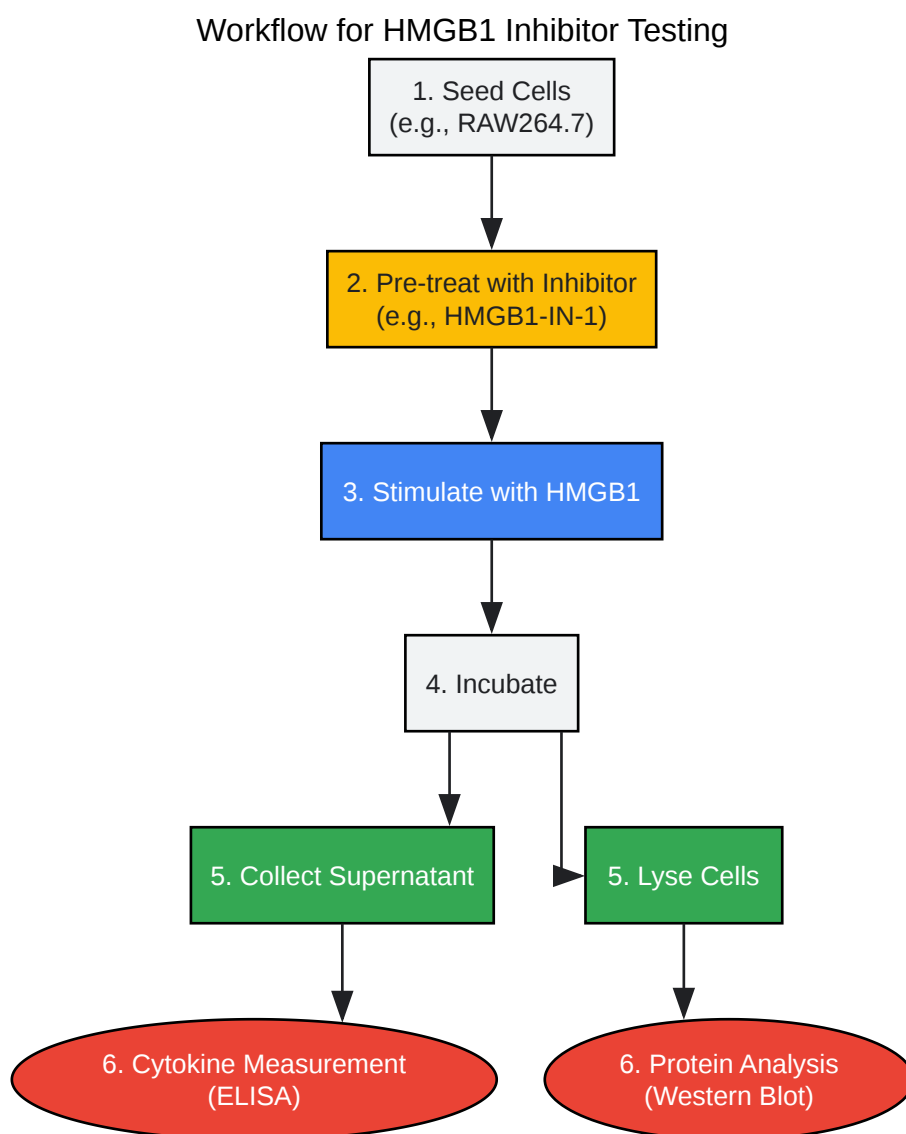 Workflow for HMGB1 Inhibitor Testing
1. Seed Cells
(e.g., RAW264.7)
2. Pre-treat with Inhibitor
(e.g., HMGB1-IN-1)
3. Stimulate with HMGB1
4. Incubate
5. Collect Supernatant
5. Lyse Cells
6. Cytokine Measurement
(ELISA)
6. Protein Analysis
(Western Blot)